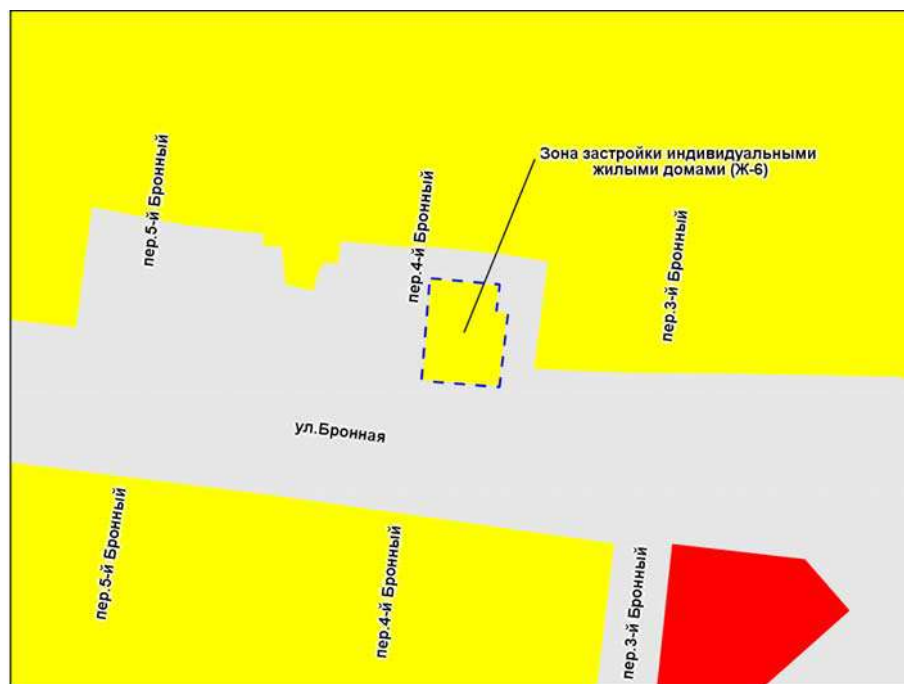 Зона застройки индивидуальными
жилыми домами (Ж-6)
пер.5-й Бронный
пер.4-й Бронный
пер.3-й Бронный
ул.Бронная
пер.5-й Бронный
пер.4-й Бронный
пер.3-й Бронный